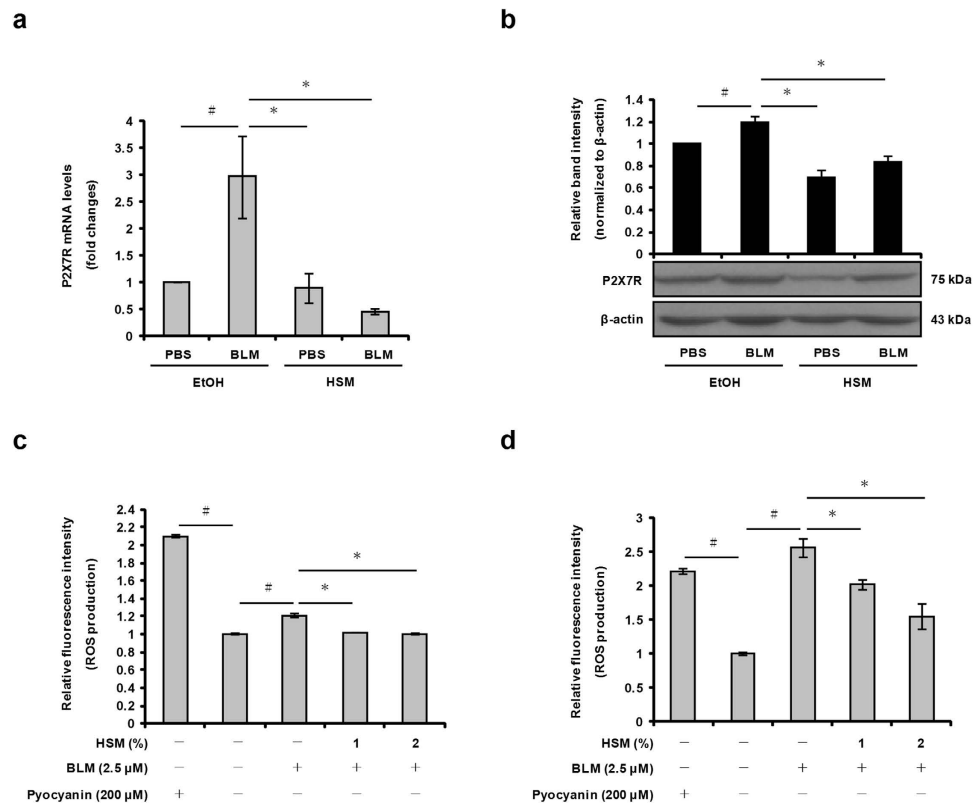 a
#
*
*
P2X7R mRNA levels
(fold changes)
4
3.5
3
2.5
2
1.5
1
0.5
0
PBS BLM PBS BLM
EtOH HSM
b
#
*
*
Relative band intensity
(normalized to β-actin)
1.4
1.2
1
0.8
0.6
0.4
0.2
0
P2X7R 75 kDa
β-actin 43 kDa
PBS BLM PBS BLM
EtOH HSM
c
#
#
*
*
Relative fluorescence intensity
(ROS production)
2.4
2.2
2
1.8
1.6
1.4
1.2
1
0.8
0.6
0.4
0.2
0
HSM (%) − − − 1 2
BLM (2.5 μM) − − + + +
Pyocyanin (200 μM) + − − − −
d
#
#
*
*
Relative fluorescence intensity
(ROS production)
3
2.5
2
1.5
1
0.5
0
HSM (%) − − − 1 2
BLM (2.5 μM) − − + + +
Pyocyanin (200 μM) + − − − −